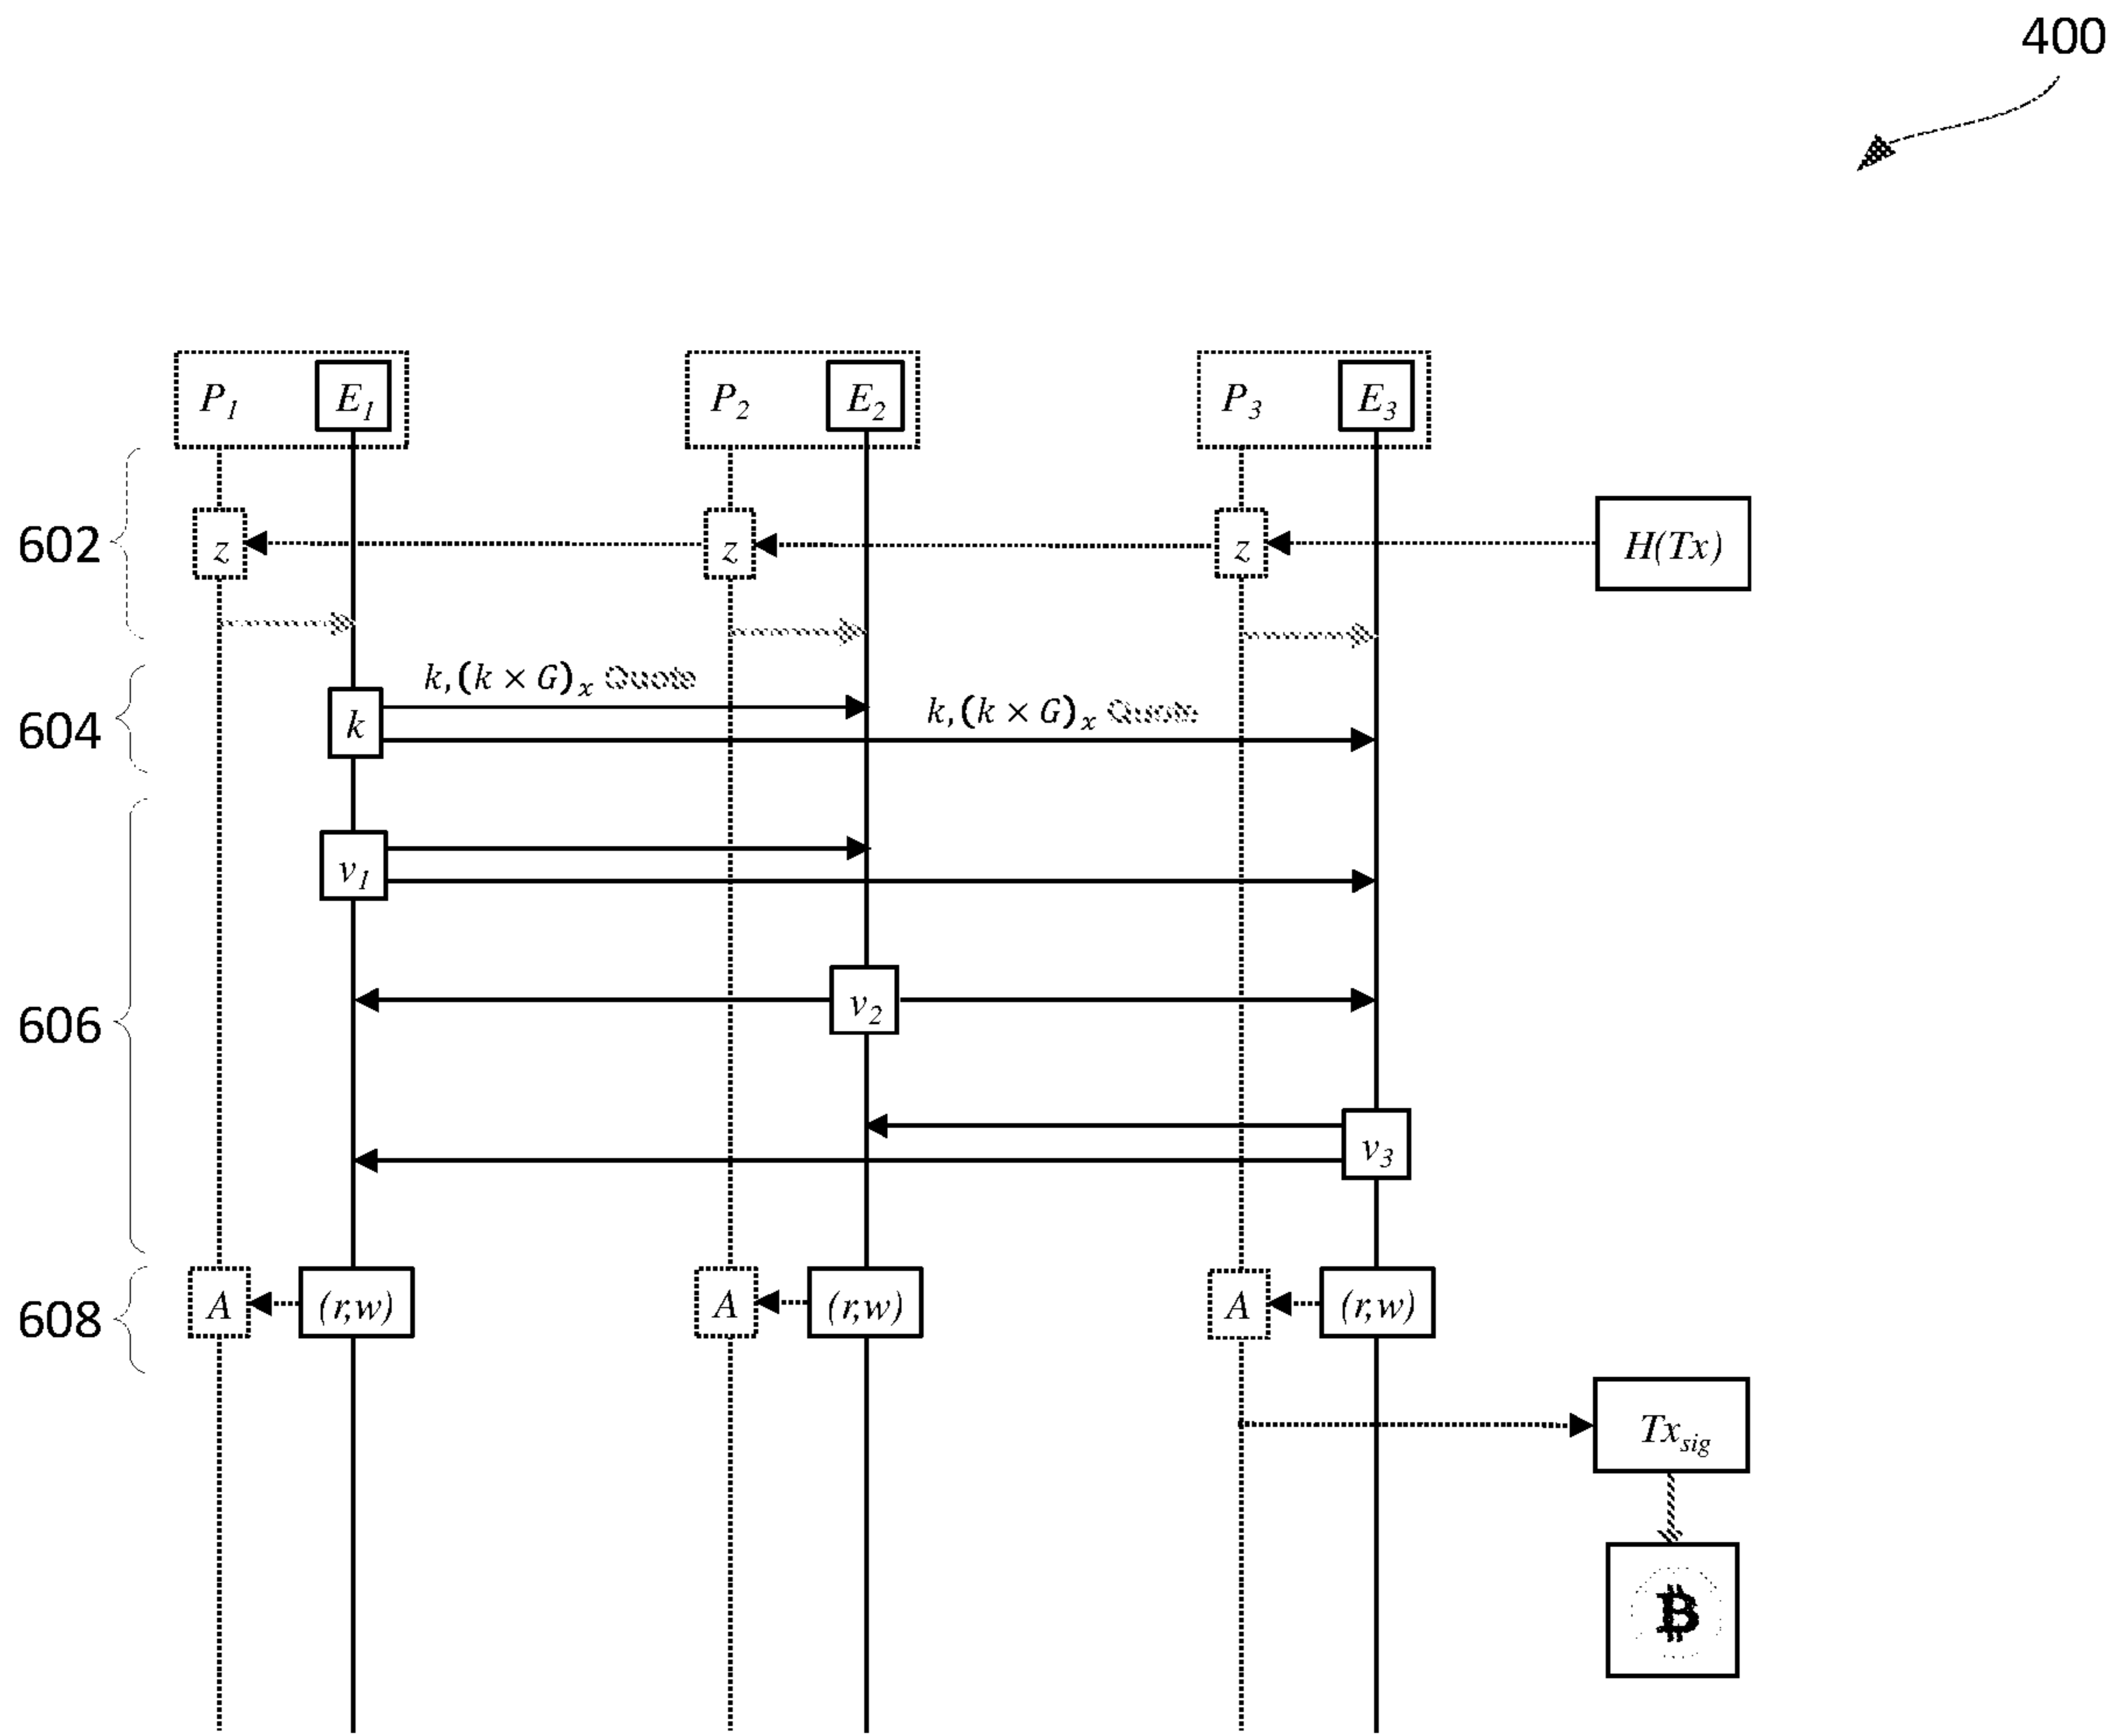 400
P1 E1 P2 E2 P3 E3
602 z z z H(Tx)
k,(k × G)x Quote
604 k k,(k × G)x Quote
v1
606 v2
v3
608 A (r,w) A (r,w) A (r,w)
Txsig
₿